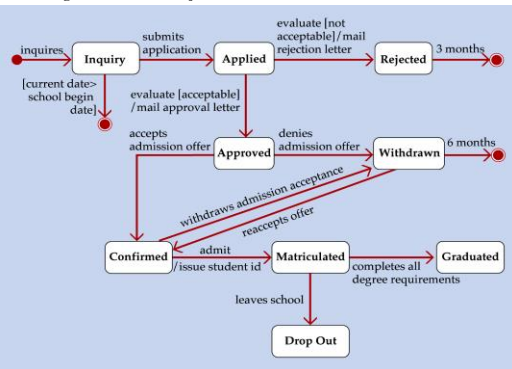 inquires
Inquiry
submits
application
Applied
evaluate [not
acceptable]/mail
rejection letter
Rejected
3 months
[current date>
school begin
date]
evaluate [acceptable]
/mail approval letter
accepts
admission offer
Approved
denies
admission offer
Withdrawn
6 months
withdraws admission acceptance
reaccepts offer
Confirmed
admit
/issue student id
Matriculated
completes all
degree requirements
Graduated
leaves school
Drop Out